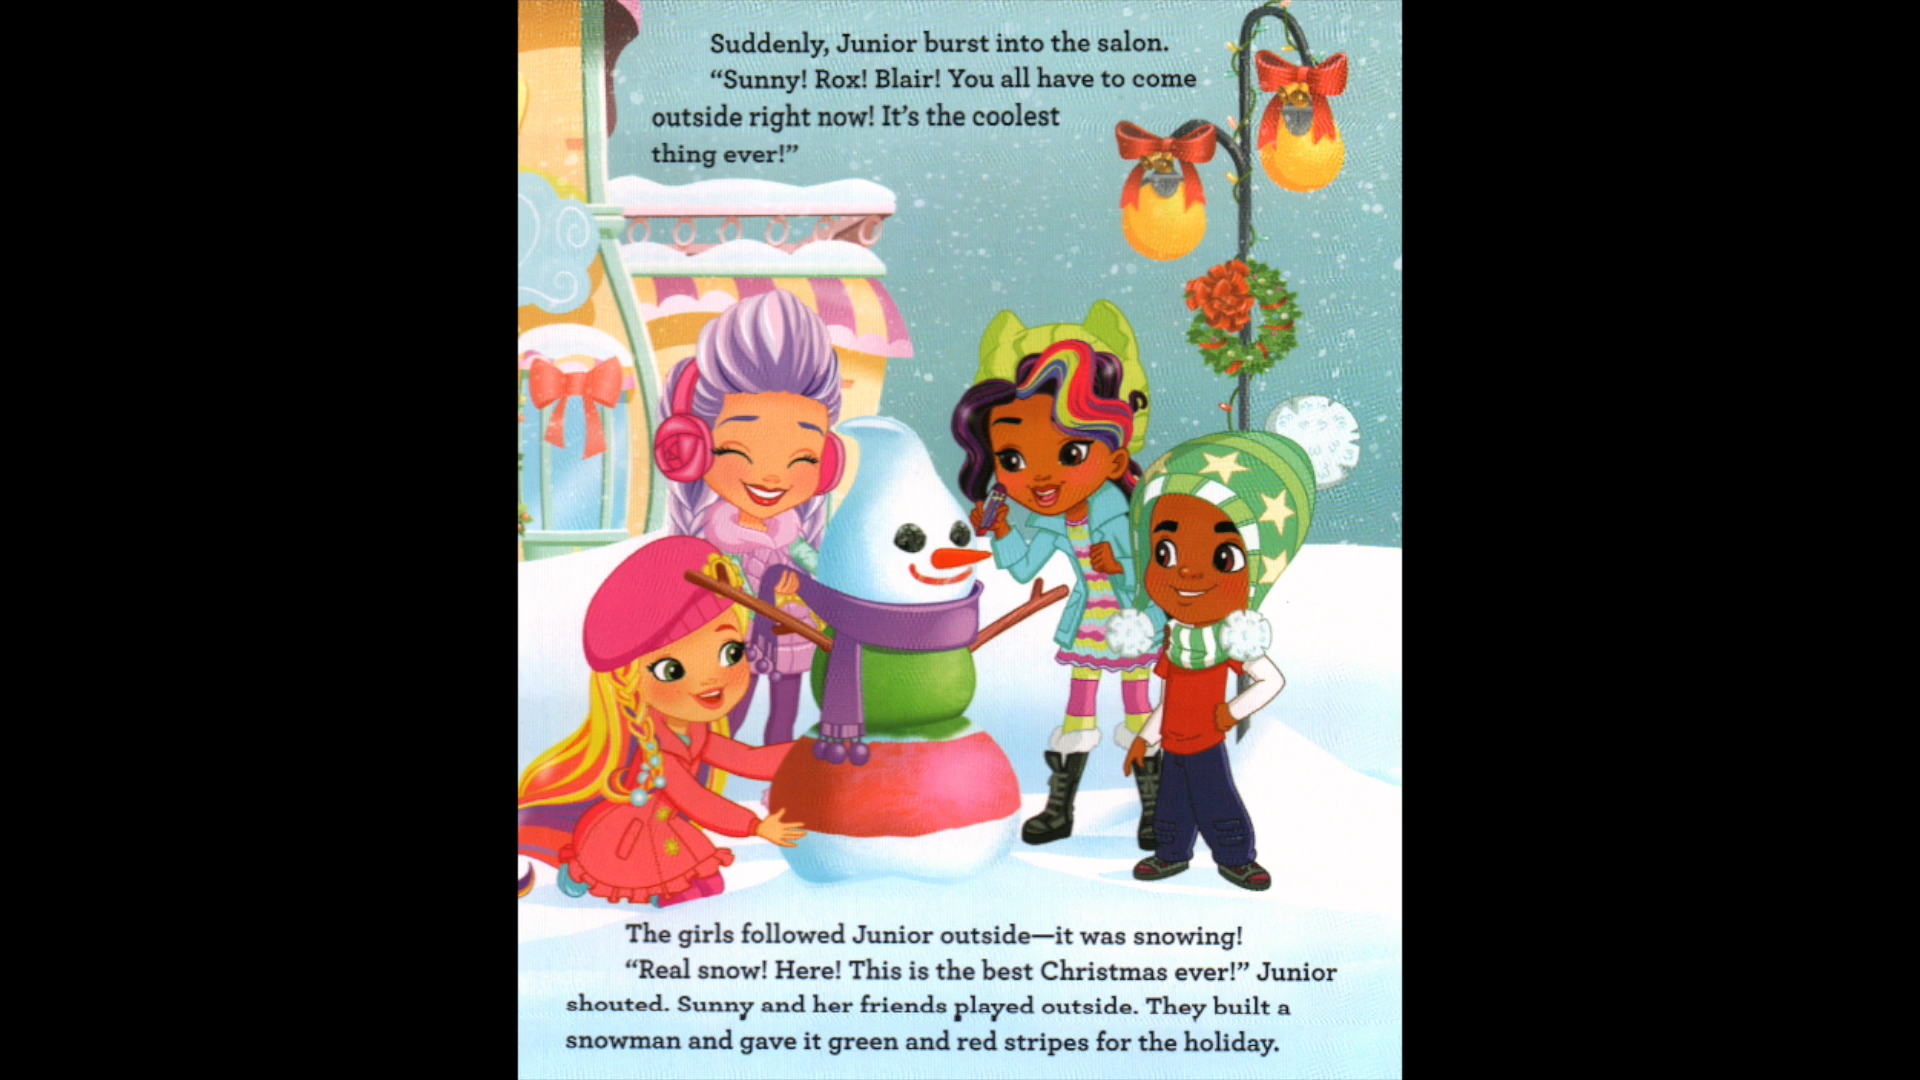 Suddenly, Junior burst into the salon.
“Sunny! Rox! Blair! You all have to come
outside right now! It’s the coolest
thing ever!”
The girls followed Junior outside—it was snowing!
“Real snow! Here! This is the best Christmas ever!” Junior
shouted. Sunny and her friends played outside. They built a
snowman and gave it green and red stripes for the holiday.